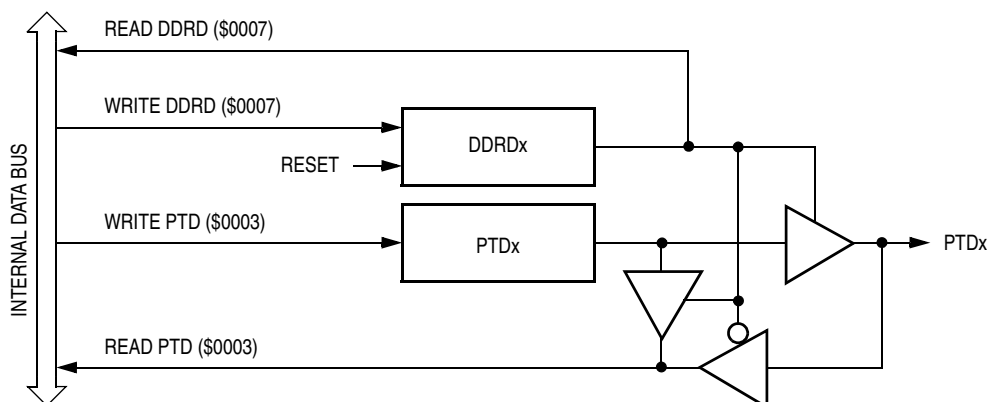 READ DDRD ($0007)
WRITE DDRD ($0007)
DDRDx
RESET
WRITE PTD ($0003)
PTDx
PTDx
READ PTD ($0003)
INTERNAL DATA BUS